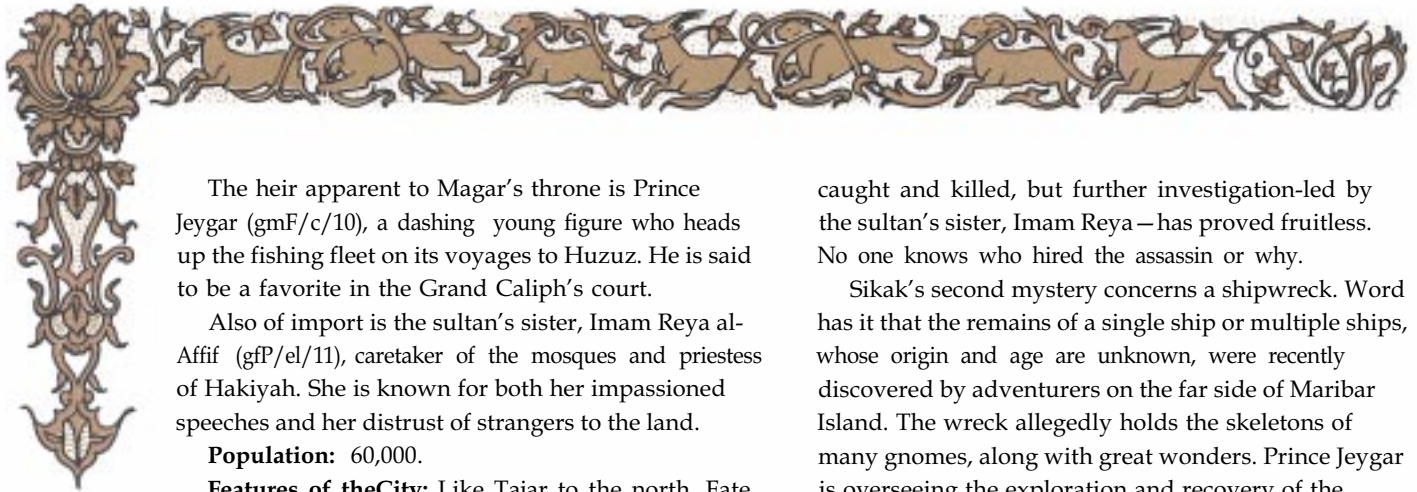 The heir apparent to Magar’s throne is Prince
Jeygar (gmF/c/10), a dashing young figure who heads
up the fishing fleet on its voyages to Huzuz. He is said
to be a favorite in the Grand Caliph’s court.
Also of import is the sultan’s sister, Imam Reya al-
Affif (gfP/el/11), caretaker of the mosques and priestess
of Hakiyah. She is known for both her impassioned
speeches and her distrust of strangers to the land.
Population: 60,000.
Features of theCity: Like Tajar to the north, Fate
caught and killed, but further investigation-led by
the sultan’s sister, Imam Reya—has proved fruitless.
No one knows who hired the assassin or why.
Sikak’s second mystery concerns a shipwreck. Word
has it that the remains of a single ship or multiple ships,
whose origin and age are unknown, were recently
discovered by adventurers on the far side of Maribar
Island. The wreck allegedly holds the skeletons of
many gnomes, along with great wonders. Prince Jeygar
is overseeing the exploration and recovery of the